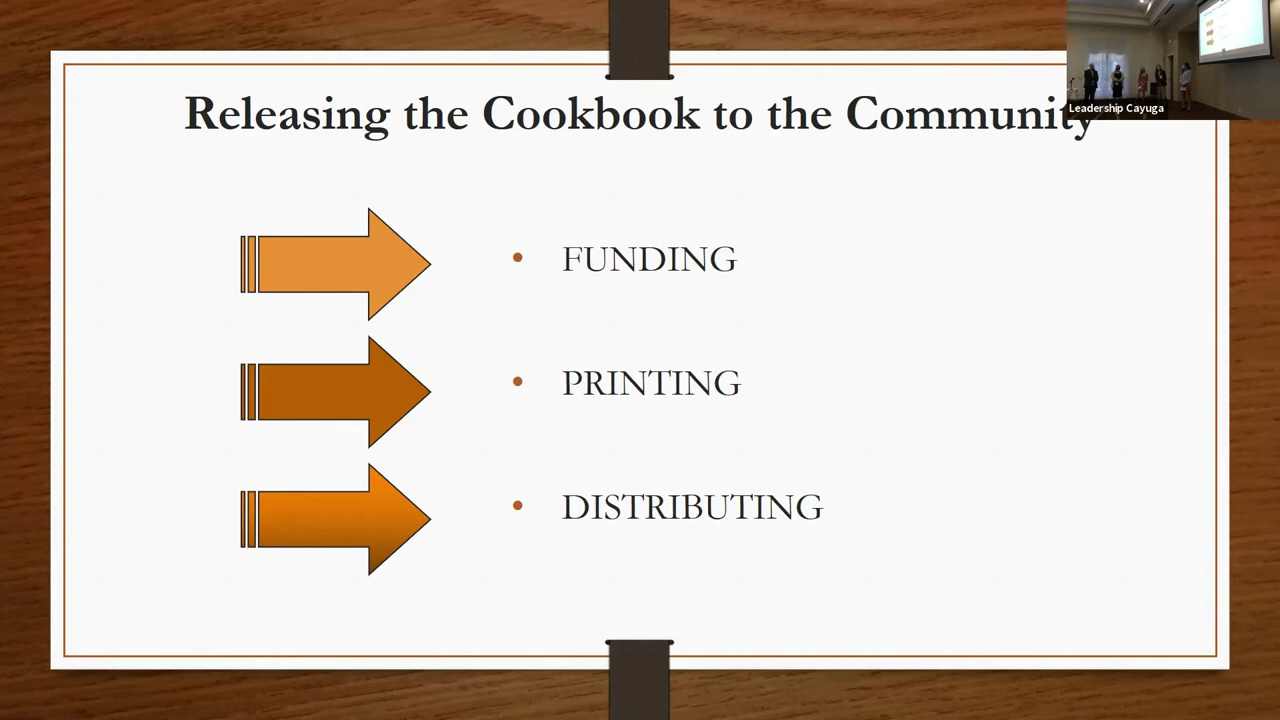 Releasing the Cookbook to the Community
Leadership Cayuga
• FUNDING
• PRINTING
• DISTRIBUTING